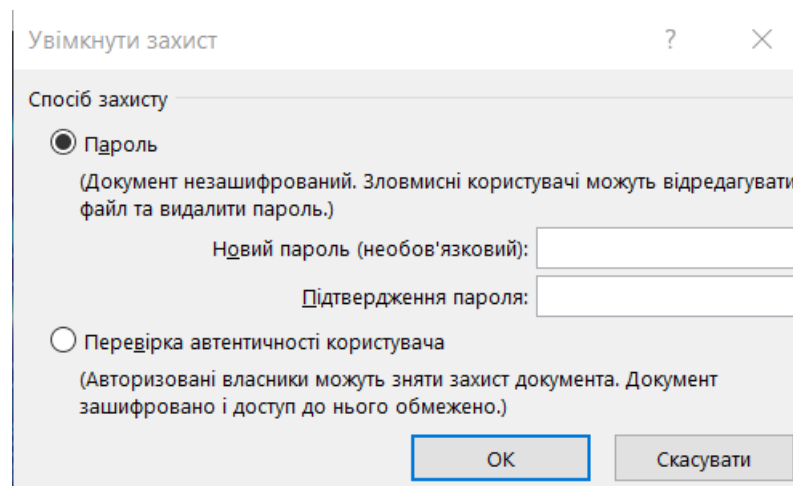 Увімкнути захист ?
Спосіб захисту
Пароль
(Документ незашифрований. Зловмисні користувачі можуть відредагувати
файл та видалити пароль.)
Новий пароль (необов'язковий):
Підтвердження пароля:
Перевірка автентичності користувача
(Авторизовані власники можуть зняти захист документа. Документ
зашифровано і доступ до нього обмежено.)
ОК Скасувати